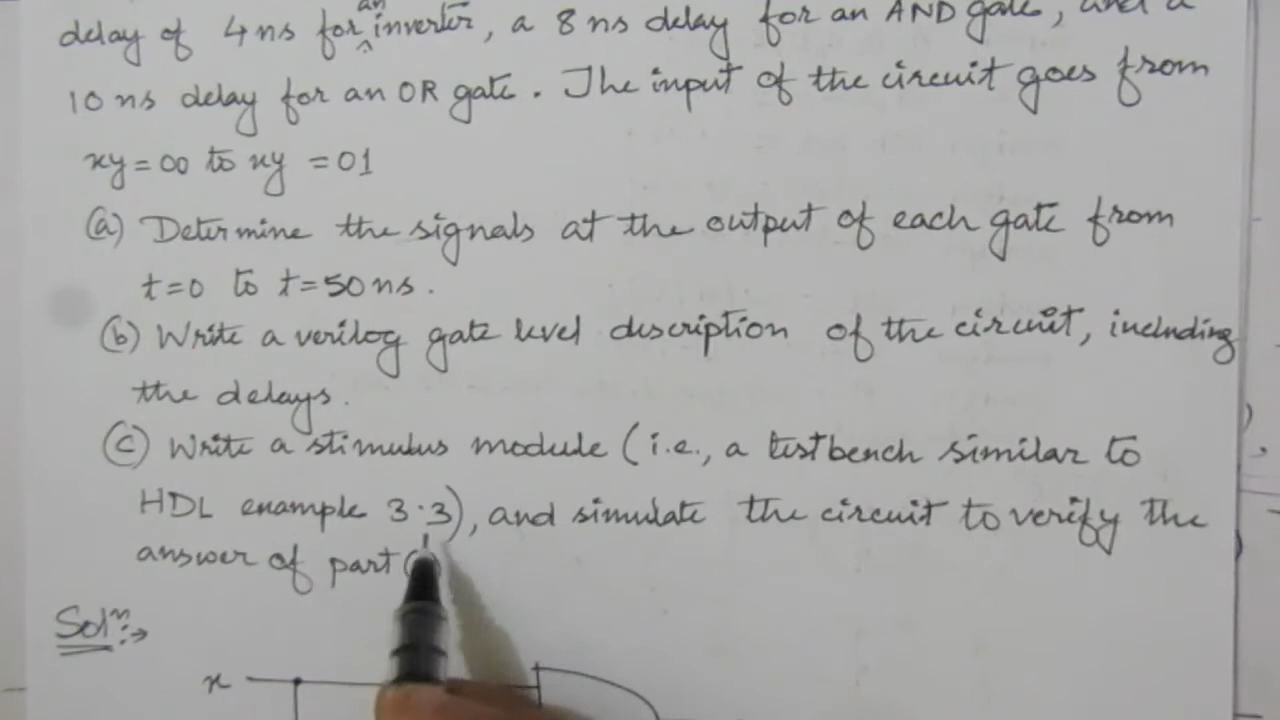 delay of 4ns for an inverter, a 8 ns delay for an AND gate, and a
10 ns delay for an OR gate. The input of the circuit goes from
xy = 00 to xy = 01
(a) Determine the signals at the output of each gate from
t=0 to t=50 ns.
(b) Write a verilog gate level description of the circuit, including
the delays.
(c) Write a stimulus module (i.e., a testbench similar to
HDL example 3.3), and simulate the circuit to verify the
answer of part
Solⁿ:→
x